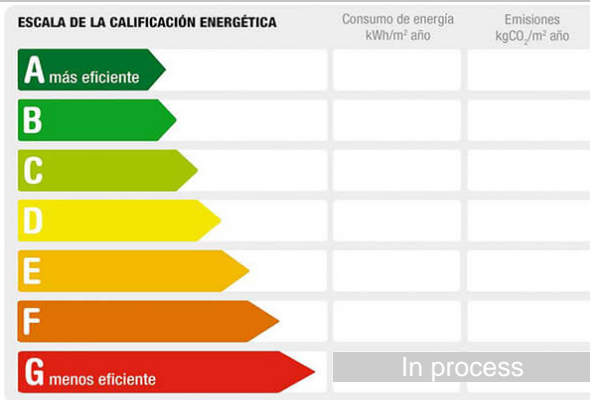 ESCALA DE LA CALIFICACIÓN ENERGÉTICA
Consumo de energía
kWh/m² año
Emisiones
kgCO₂/m² año
A más eficiente
B
C
D
E
F
G menos eficiente
In process